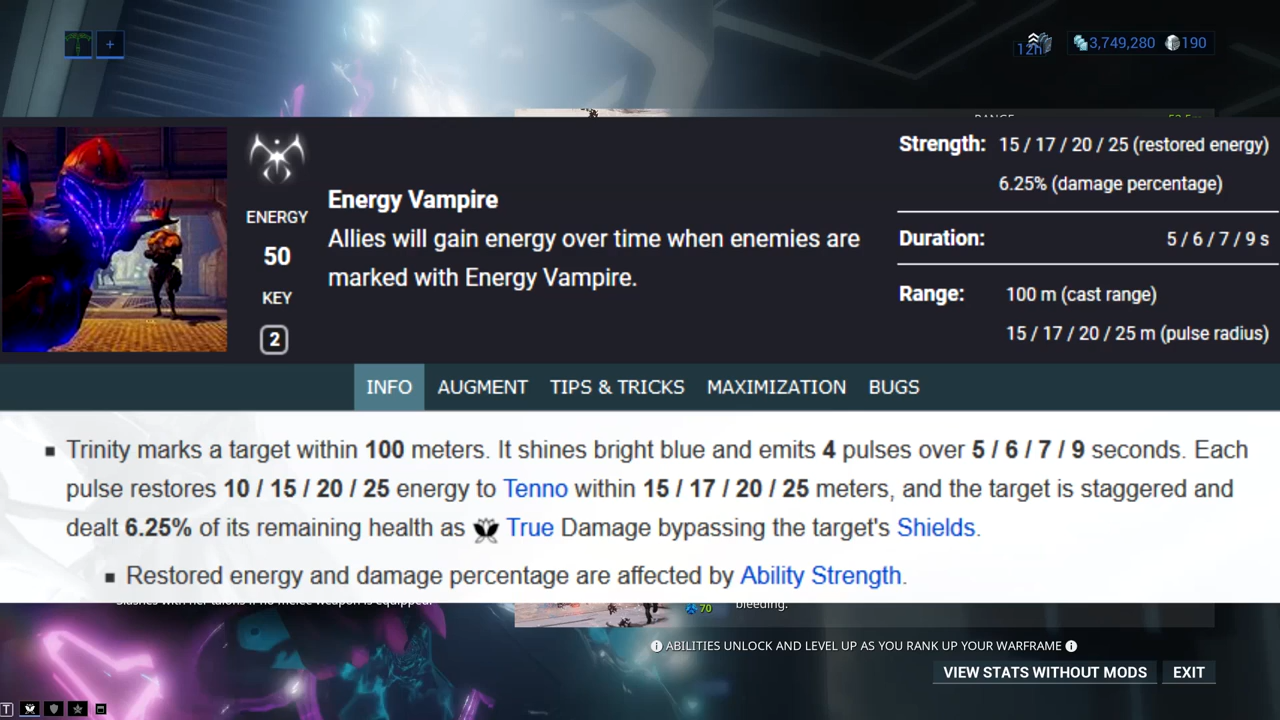 +
12h
3,749,280
190
Strength: 15 / 17 / 20 / 25 (restored energy)
6.25% (damage percentage)
ENERGY
50
KEY
2
Energy Vampire
Allies will gain energy over time when enemies are
marked with Energy Vampire.
Duration: 5 / 6 / 7 / 9 s
Range: 100 m (cast range)
15 / 17 / 20 / 25 m (pulse radius)
INFO AUGMENT TIPS & TRICKS MAXIMIZATION BUGS
▪ Trinity marks a target within 100 meters. It shines bright blue and emits 4 pulses over 5 / 6 / 7 / 9 seconds. Each
pulse restores 10 / 15 / 20 / 25 energy to Tenno within 15 / 17 / 20 / 25 meters, and the target is staggered and
dealt 6.25% of its remaining health as True Damage bypassing the target's Shields.
▪ Restored energy and damage percentage are affected by Ability Strength.
70
bleeding.
ABILITIES UNLOCK AND LEVEL UP AS YOU RANK UP YOUR WARFRAME
VIEW STATS WITHOUT MODS
EXIT
T